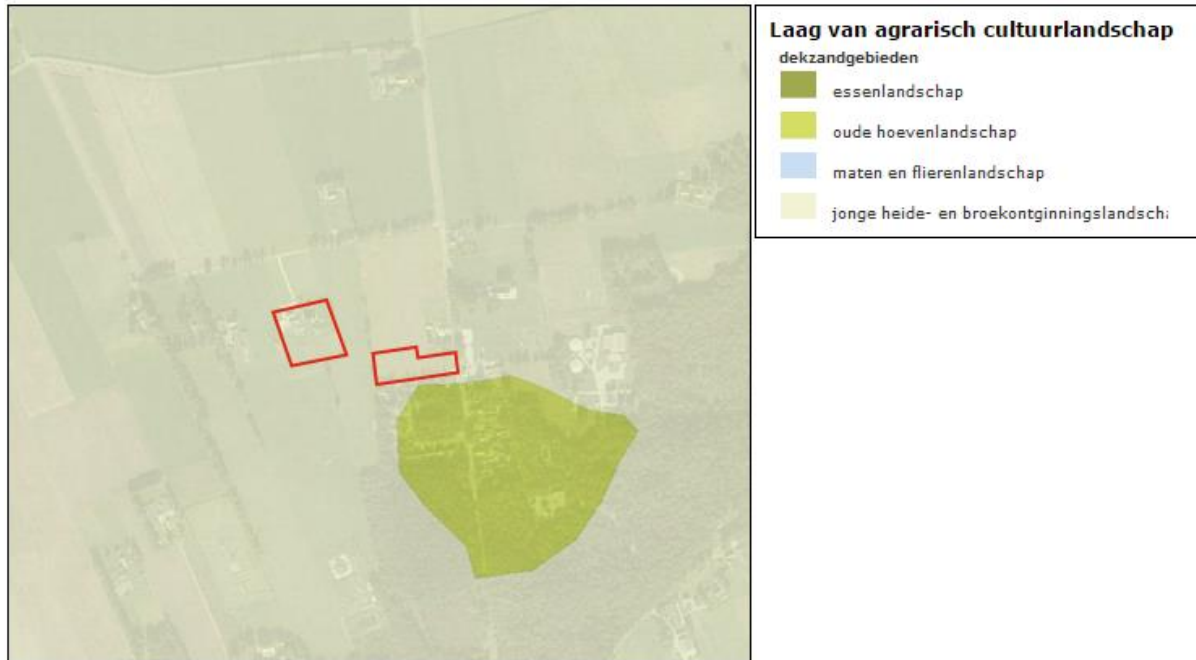 Laag van agrarisch cultuurlandschap
dekzandgebieden
essenlandschap
oude hoevenlandschap
maten en flierenlandschap
jonge heide- en broekontginningslandscha